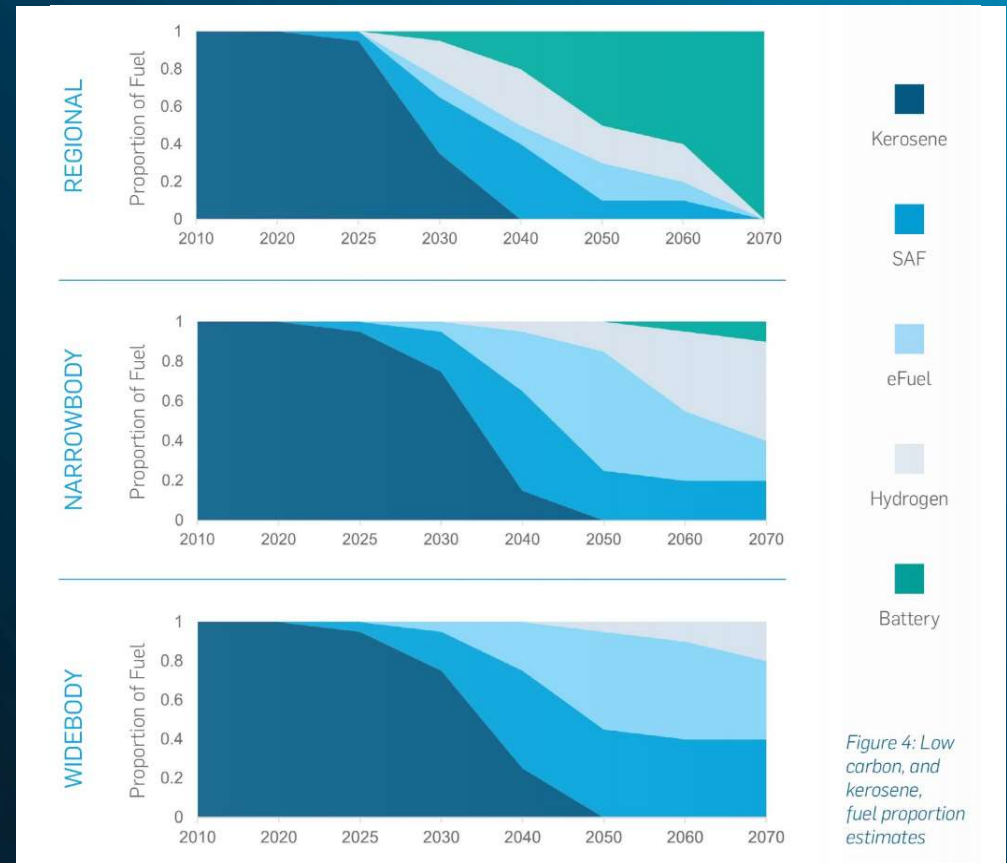 REGIONAL
Proportion of Fuel
1
0.8
0.6
0.4
0.2
0
2010 2020 2025 2030 2040 2050 2060 2070
NARROWBODY
Proportion of Fuel
1
0.8
0.6
0.4
0.2
0
2010 2020 2025 2030 2040 2050 2060 2070
WIDEBODY
Proportion of Fuel
1
0.8
0.6
0.4
0.2
0
2010 2020 2025 2030 2040 2050 2060 2070
Kerosene
SAF
eFuel
Hydrogen
Battery
Figure 4: Low
carbon, and
kerosene,
fuel proportion
estimates